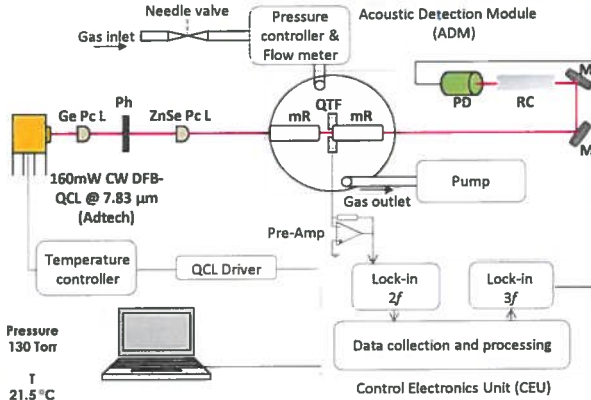 Needle valve
Gas inlet
Pressure
controller &
Flow meter
Acoustic Detection Module
(ADM)
M
PD
RC
M
Ge Pc L
Ph
ZnSe Pc L
mR
QTF
mR
160mW CW DFB-
QCL @ 7.83 µm
(Adtech)
Gas outlet
Pump
Pre-Amp
Temperature
controller
QCL Driver
Lock-in
2f
Lock-in
3f
Data collection and processing
Control Electronics Unit (CEU)
Pressure
130 Torr
T
21.5 °C